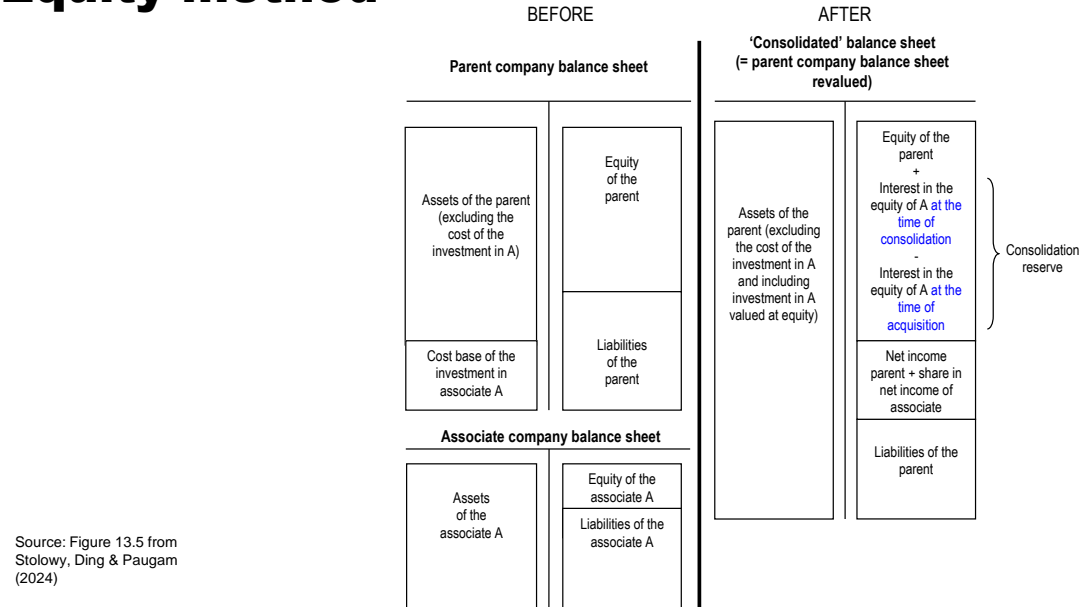 Equity method
BEFORE
AFTER
Parent company balance sheet
‘Consolidated’ balance sheet
(= parent company balance sheet
revalued)
Assets of the parent
(excluding the
cost of the
investment in A)
Equity
of the
parent
Cost base of the
investment in
associate A
Liabilities
of the
parent
Assets of the
parent (excluding
the cost of the
investment in A
and including
investment in A
valued at equity)
Equity of the
parent
+
Interest in the
equity of A at the
time of
consolidation
-
Interest in the
equity of A at the
time of
acquisition
Consolidation
reserve
Net income
parent + share in
net income of
associate
Liabilities of the
parent
Associate company balance sheet
Assets
of the
associate A
Equity of the
associate A
Liabilities of the
associate A
Source: Figure 13.5 from
Stolowy, Ding & Paugam
(2024)